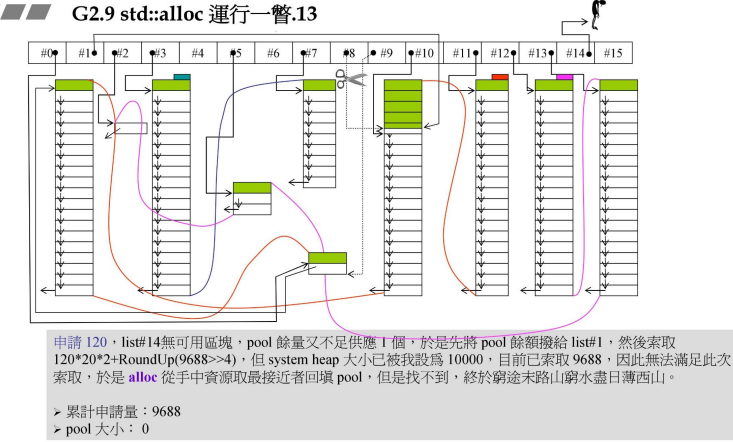 G2.9 std::alloc 運行一瞥.13
#0 #1 #2 #3 #4 #5 #6 #7 #8 #9 #10 #11 #12 #13 #14 #15
申請 120，list#14無可用區塊，pool 餘量又不足供應 1 個，於是先將 pool 餘額撥給 list#1，然後索取
120*20*2+RoundUp(9688>>4)，但 system heap 大小已被我設為 10000，目前已索取 9688，因此無法滿足此次
索取，於是 alloc 從手中資源取最接近者回填 pool，但是找不到，終於窮途末路山窮水盡日薄西山。
➢ 累計申請量：9688
➢ pool 大小： 0